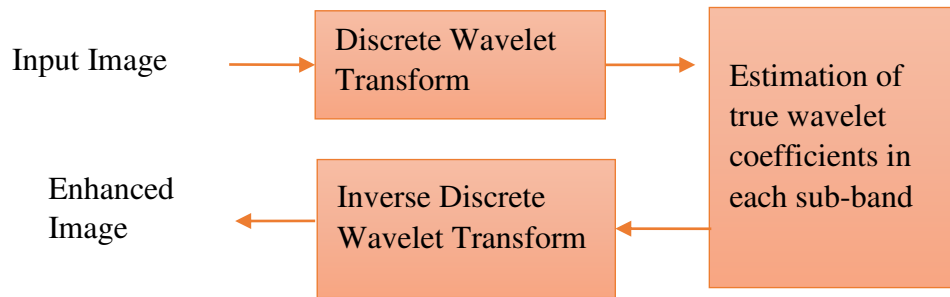 Input Image
Discrete Wavelet
Transform
Estimation of
true wavelet
coefficients in
each sub-band
Inverse Discrete
Wavelet Transform
Enhanced
Image